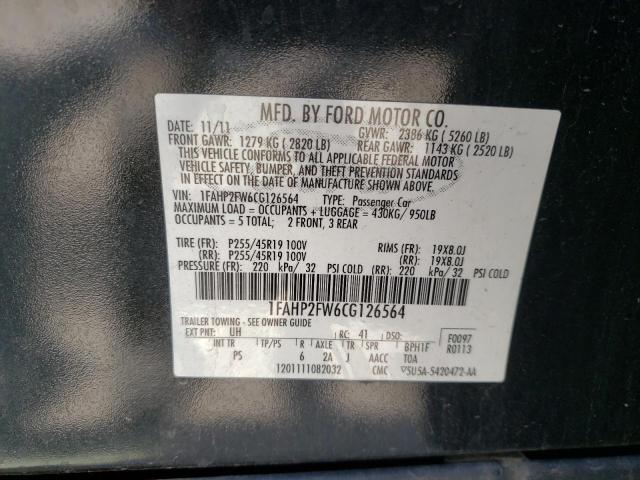 MFD. BY FORD MOTOR CO.
DATE: 11/11 GVWR: 2386 KG ( 5260 LB)
FRONT GAWR: 1279 KG ( 2820 LB) REAR GAWR: 1143 KG ( 2520 LB)
THIS VEHICLE CONFORMS TO ALL APPLICABLE FEDERAL MOTOR
VEHICLE SAFETY, BUMPER, AND THEFT PREVENTION STANDARDS
IN EFFECT ON THE DATE OF MANUFACTURE SHOWN ABOVE.
VIN: 1FAHP2FW6CG126564 TYPE: Passenger Car
MAXIMUM LOAD = OCCUPANTS + LUGGAGE = 430KG/ 950LB
OCCUPANTS = 5 TOTAL; 2 FRONT, 3 REAR
TIRE (FR): P255/45R19 100V RIMS (FR): 19X8.0J
(RR): P255/45R19 100V (RR): 19X8.0J
PRESSURE (FR): 220 kPa/ 32 PSI COLD (RR): 220 kPa/ 32 PSI COLD
1FAHP2FW6CG126564
TRAILER TOWING - SEE OWNER GUIDE
EXT PNT: UH RC: 41 DSO: F0097
INT TR TP/PS R AXLE TR SPR BPH1F R0113
PS 6 2A J AACC TOA
1201111082032 CMC ▽5U5A-5420472-AA